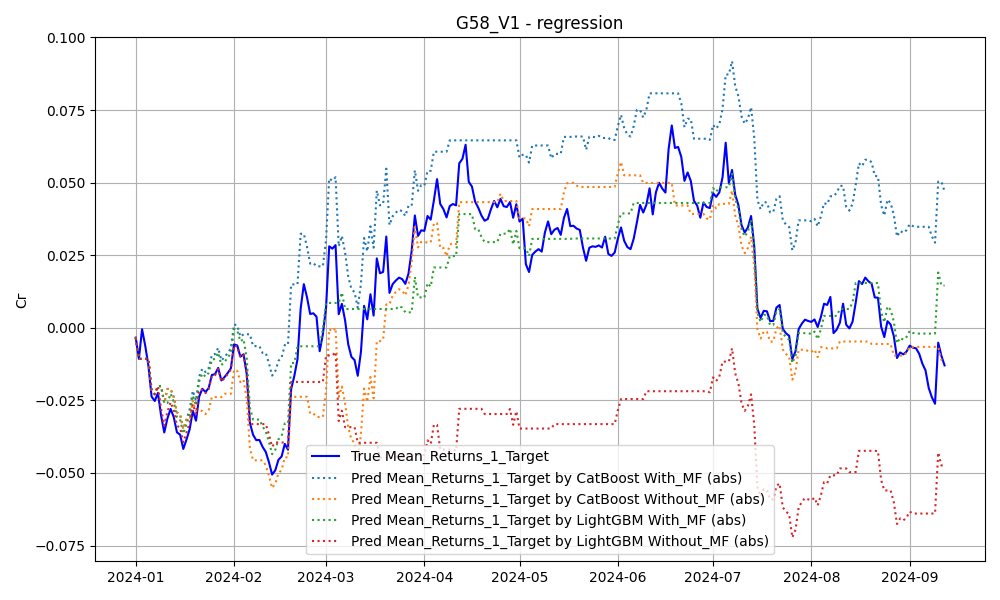 G58_V1 - regression
0.100
0.075
0.050
0.025
0.000
−0.025
−0.050
−0.075
Cr
True Mean_Returns_1_Target
Pred Mean_Returns_1_Target by CatBoost With_MF (abs)
Pred Mean_Returns_1_Target by CatBoost Without_MF (abs)
Pred Mean_Returns_1_Target by LightGBM With_MF (abs)
Pred Mean_Returns_1_Target by LightGBM Without_MF (abs)
2024-01 2024-02 2024-03 2024-04 2024-05 2024-06 2024-07 2024-08 2024-09